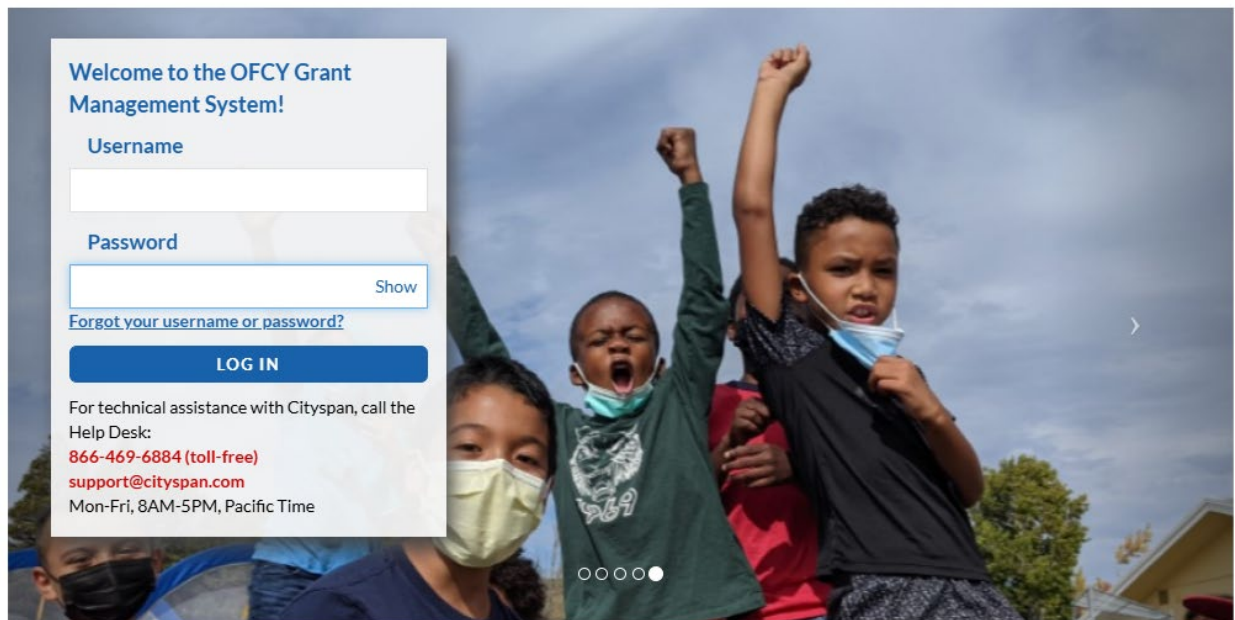 Welcome to the OFCY Grant
Management System!
Username
Password
Show
Forgot your username or password?
LOG IN
For technical assistance with Cityspan, call the
Help Desk:
866-469-6884 (toll-free)
support@cityspan.com
Mon-Fri, 8AM-5PM, Pacific Time